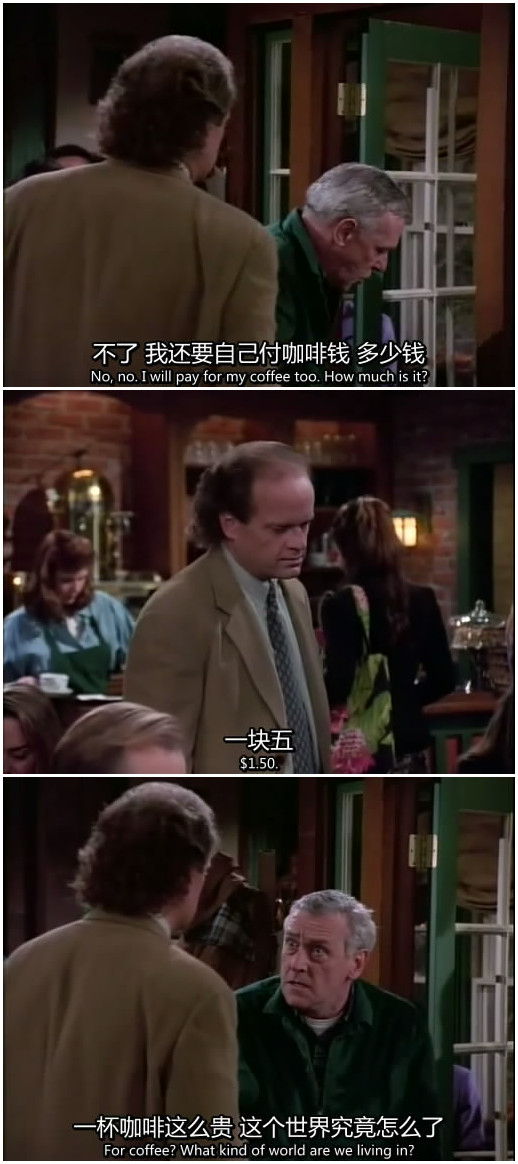 不了 我还要自己付咖啡钱 多少钱
No, no. I will pay for my coffee too. How much is it?
一块五
$1.50.
一杯咖啡这么贵 这个世界究竟怎么了
For coffee? What kind of world are we living in?